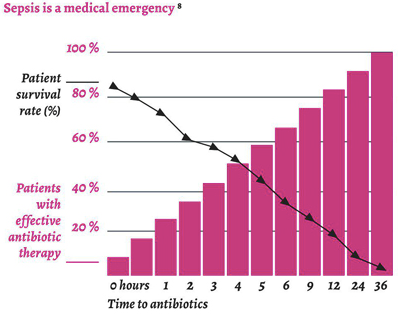 Sepsis is a medical emergency 8
100 %
Patient
survival
rate (%)
80 %
60 %
Patients
with
effective
antibiotic
therapy
40 %
20 %
0 hours 1 2 3 4 5 6 9 12 24 36
Time to antibiotics